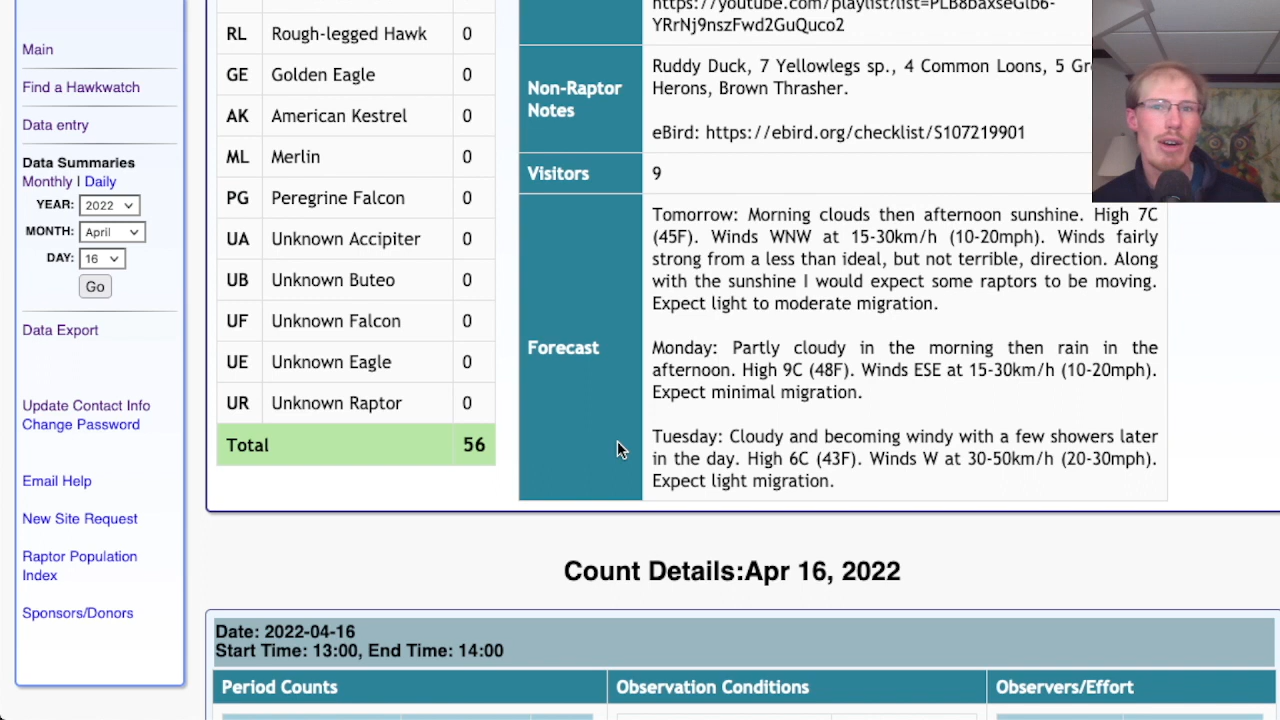 Main
Find a Hawkwatch
Data entry
Data Summaries
Monthly | Daily
YEAR: 2022
MONTH: April
DAY: 16
Go
Data Export
Update Contact Info
Change Password
Email Help
New Site Request
Raptor Population
Index
Sponsors/Donors
RL Rough-legged Hawk 0
GE Golden Eagle 0
AK American Kestrel 0
ML Merlin 0
PG Peregrine Falcon 0
UA Unknown Accipiter 0
UB Unknown Buteo 0
UF Unknown Falcon 0
UE Unknown Eagle 0
UR Unknown Raptor 0
Total 56
YRrNj9nszFwd2GuQuco2
Non-Raptor
Notes
Ruddy Duck, 7 Yellowlegs sp., 4 Common Loons, 5
Herons, Brown Thrasher.
eBird: https://ebird.org/checklist/S107219901
Visitors
9
Forecast
Tomorrow: Morning clouds then afternoon sunshine. High 7C
(45F). Winds WNW at 15-30km/h (10-20mph). Winds fairly
strong from a less than ideal, but not terrible, direction. Along
with the sunshine I would expect some raptors to be moving.
Expect light to moderate migration.
Monday: Partly cloudy in the morning then rain in the
afternoon. High 9C (48F). Winds ESE at 15-30km/h (10-20mph).
Expect minimal migration.
Tuesday: Cloudy and becoming windy with a few showers later
in the day. High 6C (43F). Winds W at 30-50km/h (20-30mph).
Expect light migration.
Count Details:Apr 16, 2022
Date: 2022-04-16
Start Time: 13:00, End Time: 14:00
Period Counts
Observation Conditions
Observers/Effort